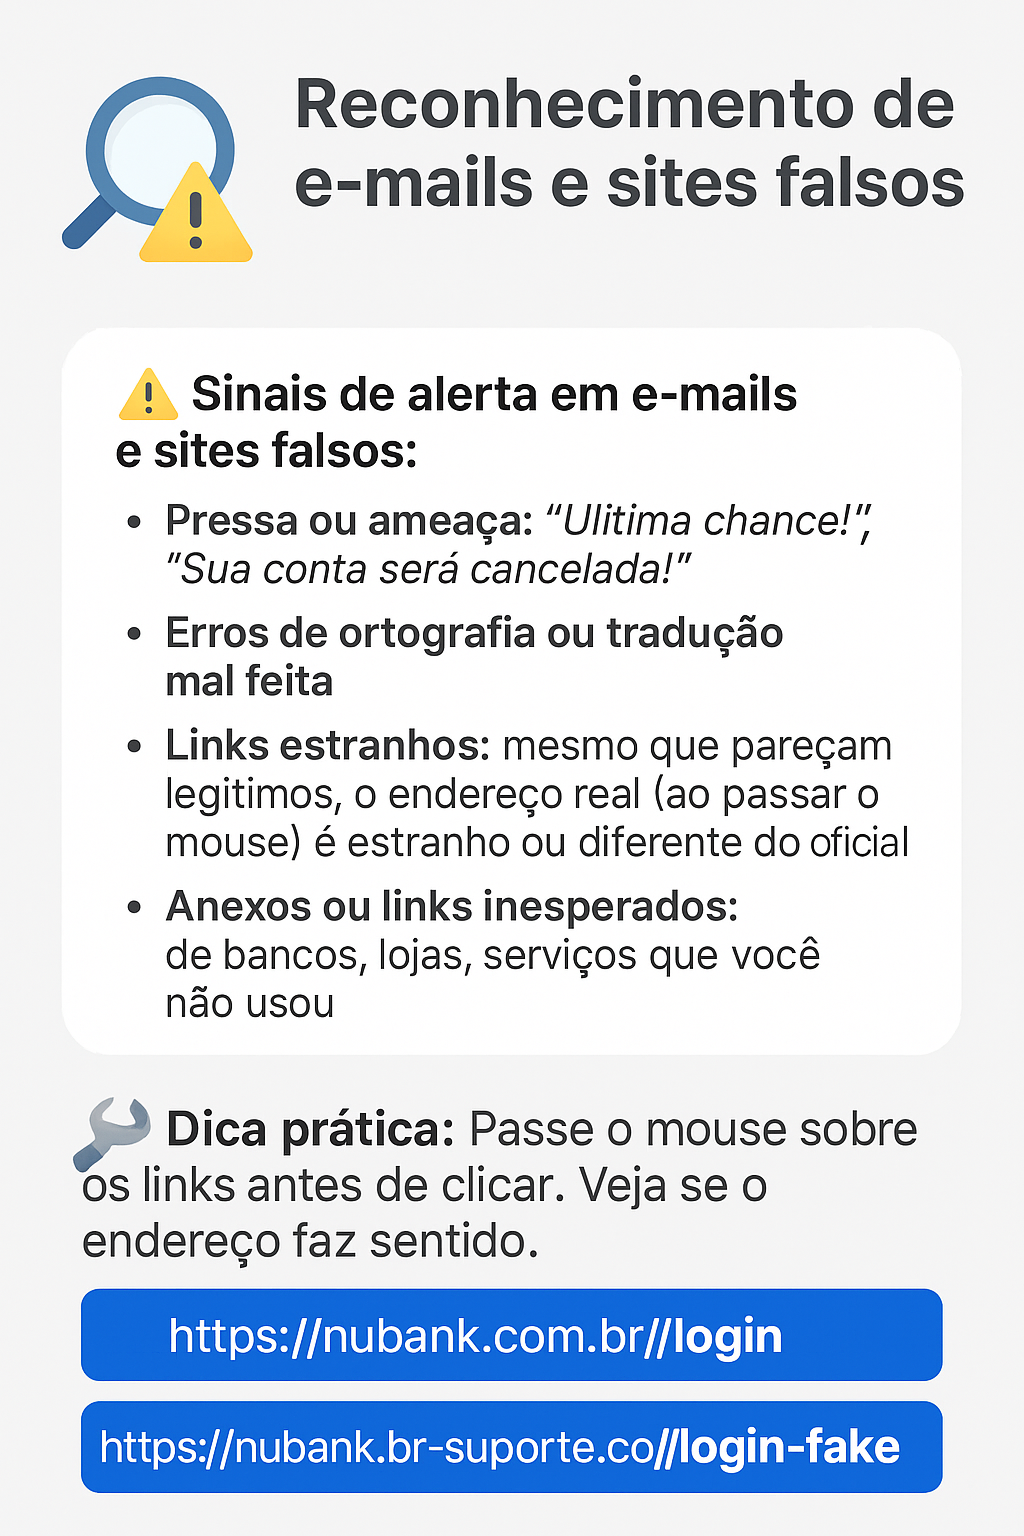 Reconhecimento de
e-mails e sites falsos
Sinais de alerta em e-mails
e sites falsos:
• Pressa ou ameaça: “Ulitima chance!”,
”Sua conta será cancelada!”
• Erros de ortografia ou tradução
mal feita
• Links estranhos: mesmo que pareçam
legitimos, o endereço real (ao passar o
mouse) é estranho ou diferente do oficial
• Anexos ou links inesperados:
de bancos, lojas, serviços que você
não usou
Dica prática: Passe o mouse sobre
os links antes de clicar. Veja se o
endereço faz sentido.
https://nubank.com.br//login
https://nubank.br-suporte.co//login-fake